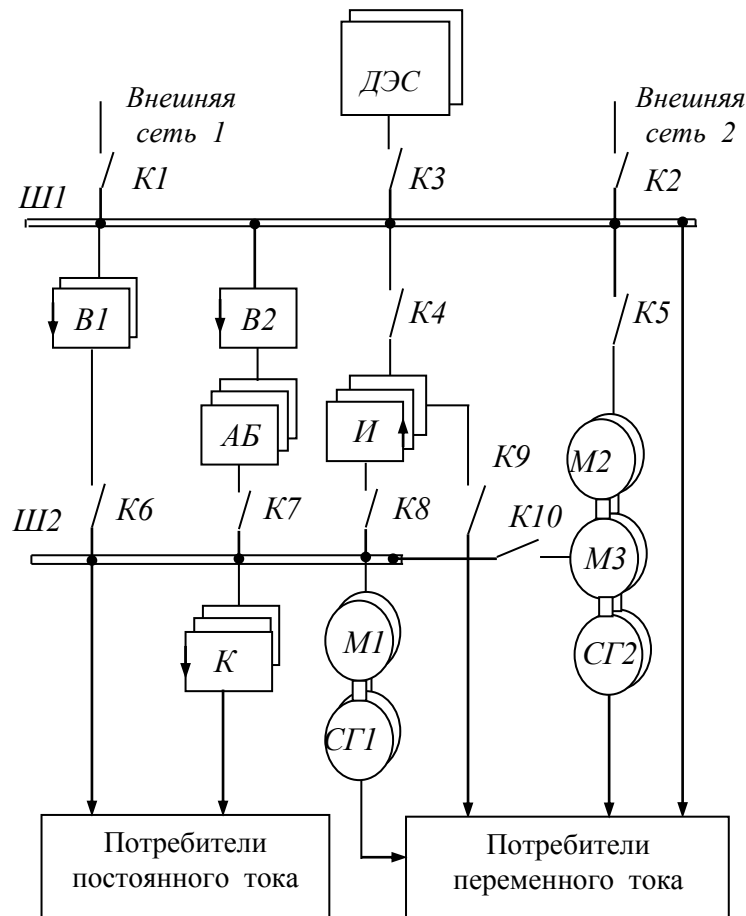 ДЭС
Внешняя
сеть 1
Внешняя
сеть 2
К1
К3
К2
Ш1
В1
В2
К4
К5
АБ
И
М2
К9
К6
К7
К8
К10
Ш2
М3
К
М1
СГ2
СГ1
Потребители
постоянного тока
Потребители
переменного тока